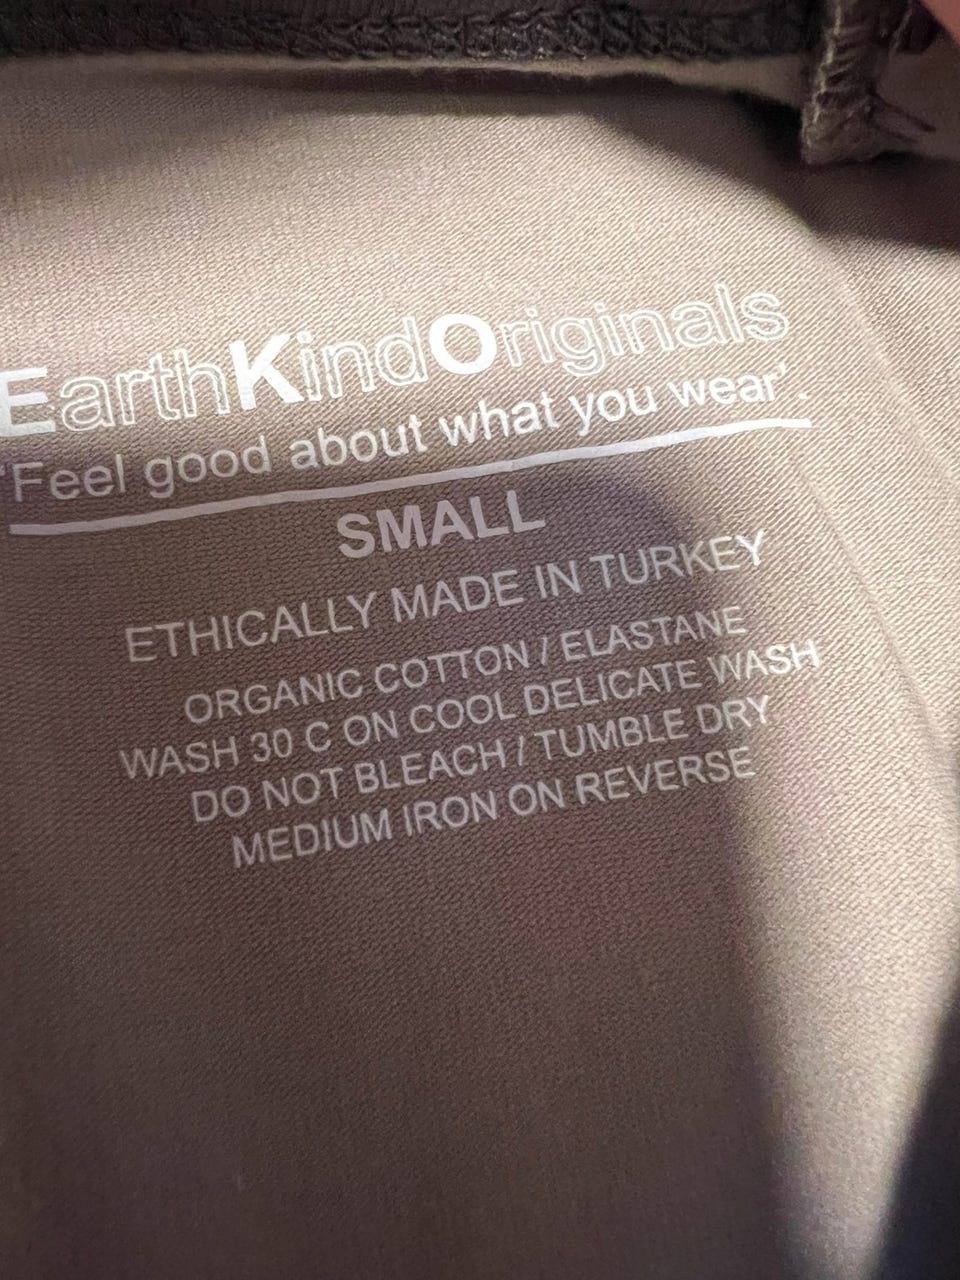 EarthKindOriginals
'Feel good about what you wear'.
SMALL
ETHICALLY MADE IN TURKEY
ORGANIC COTTON / ELASTANE
WASH 30 C ON COOL DELICATE WASH
DO NOT BLEACH / TUMBLE DRY
MEDIUM IRON ON REVERSE